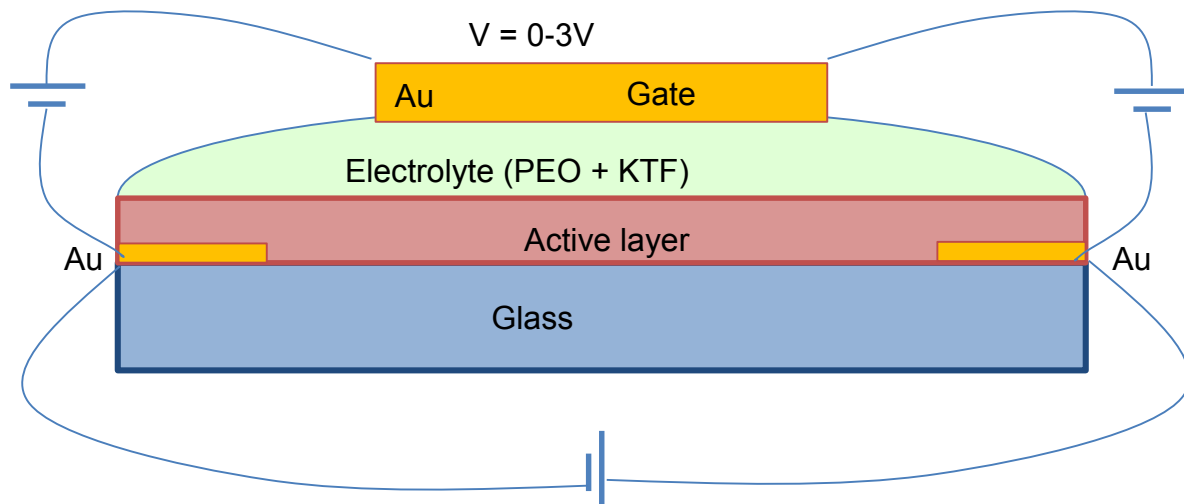 V = 0-3V
Au
Gate
Electrolyte (PEO + KTF)
Active layer
Au
Au
Glass